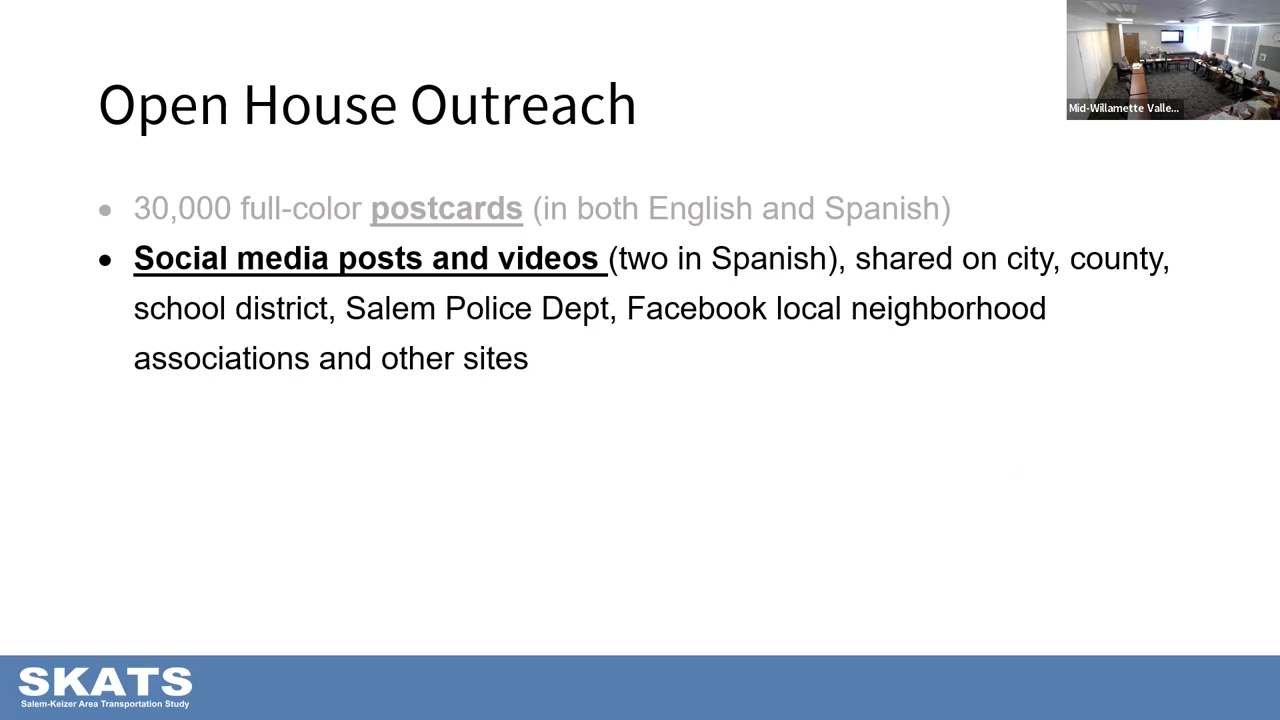 Open House Outreach
Mid-Willamette Valle...
• 30,000 full-color postcards (in both English and Spanish)
• Social media posts and videos (two in Spanish), shared on city, county,
school district, Salem Police Dept, Facebook local neighborhood
associations and other sites
SKATS
Salem-Keizer Area Transportation Study